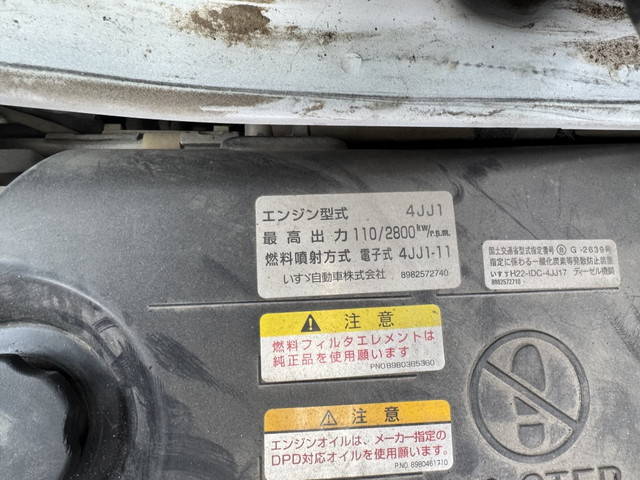 エンジン型式 4JJ1
最高出力 110/2800kw/r.p.m.
燃料噴射方式 電子式 4JJ1-11
いすゞ自動車株式会社 8982572740
国土交通省型式指定番号 G-2639号
指定に係わる一酸化炭素等発散防止装置
いすゞH22-IDC-4JJ17 ディーゼル機関
8982572710
注意
燃料フィルタエレメントは
純正品を使用願います
PNO8980385360
注意
エンジンオイルは、メーカー指定の
DPD対応オイルを使用願います。
P.NO. 8980461710
STEP